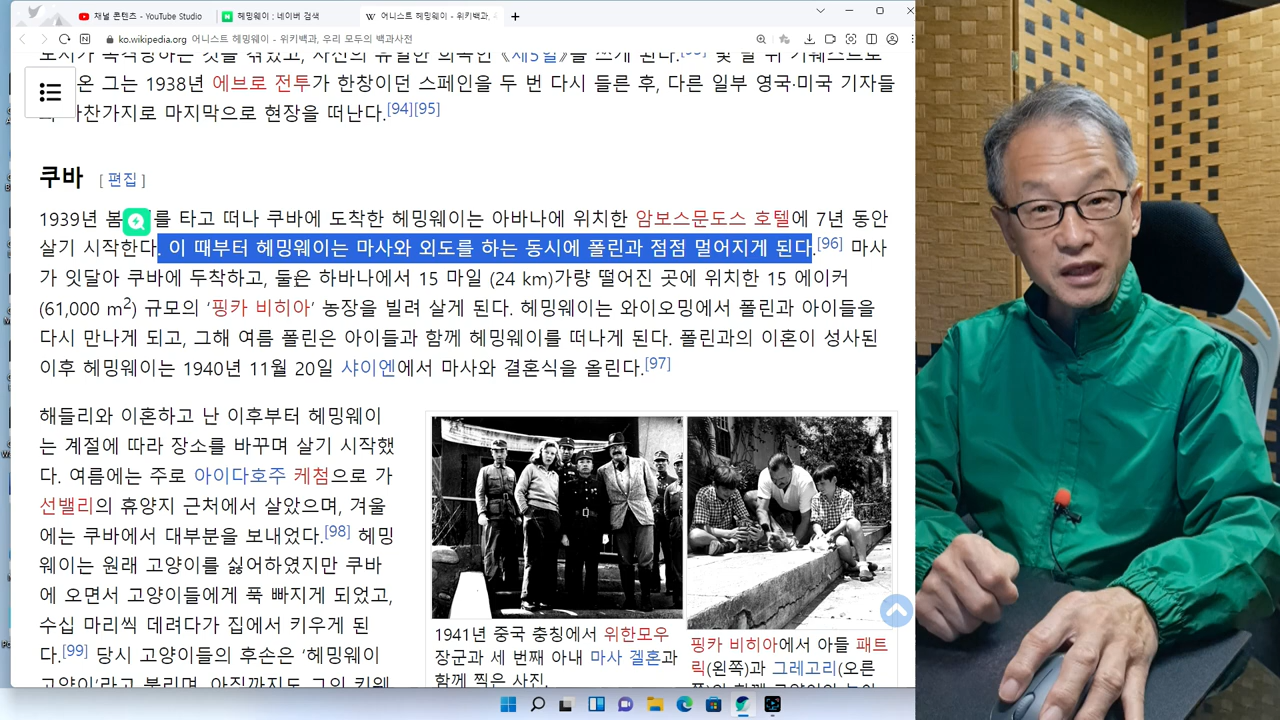 재널 콘텐츠 - YouTube Studio
헤밍웨이 : 네이버 검색
어니스트 헤밍웨이 - 위키백과,
ko.wikipedia.org 어니스트 헤밍웨이 - 위키백과, 우리 모두의 백과사전
온 그는 1938년 에브로 전투가 한창이던 스페인을 두 번 다시 들른 후, 다른 일부 영국·미국 기자들
찬가지로 마지막으로 현장을 떠난다.[94][95]
쿠바 [ 편집 ]
1939년 봄 를 타고 떠나 쿠바에 도착한 헤밍웨이는 아바나에 위치한 암보스문도스 호텔에 7년 동안
살기 시작한다. 이 때부터 헤밍웨이는 마사와 외도를 하는 동시에 폴린과 점점 멀어지게 된다.[96] 마사
가 잇달아 쿠바에 도착하고, 둘은 하바나에서 15 마일 (24 km)가량 떨어진 곳에 위치한 15 에이커
(61,000 m2) 규모의 ‘핑카 비히아’ 농장을 빌려 살게 된다. 헤밍웨이는 와이오밍에서 폴린과 아이들을
다시 만나게 되고, 그해 여름 폴린은 아이들과 함께 헤밍웨이를 떠나게 된다. 폴린과의 이혼이 성사된
이후 헤밍웨이는 1940년 11월 20일 샤이엔에서 마사와 결혼식을 올린다.[97]
해들리와 이혼하고 난 이후부터 헤밍웨이
는 계절에 따라 장소를 바꾸며 살기 시작했
다. 여름에는 주로 아이다호주 케첨으로 가
선밸리의 휴양지 근처에서 살았으며, 겨울
에는 쿠바에서 대부분을 보내었다.[98] 헤밍
웨이는 원래 고양이를 싫어하였지만 쿠바
에 오면서 고양이들에게 푹 빠지게 되었고,
수십 마리씩 데려다가 집에서 키우게 된
다.[99] 당시 고양이들의 후손은 ‘헤밍웨이
1941년 중국 충칭에서 위한모우
장군과 세 번째 아내 마사 겔혼과
함께 찍은 사진.
핑카 비히아에서 아들 패트
릭(왼쪽)과 그레고리(오른